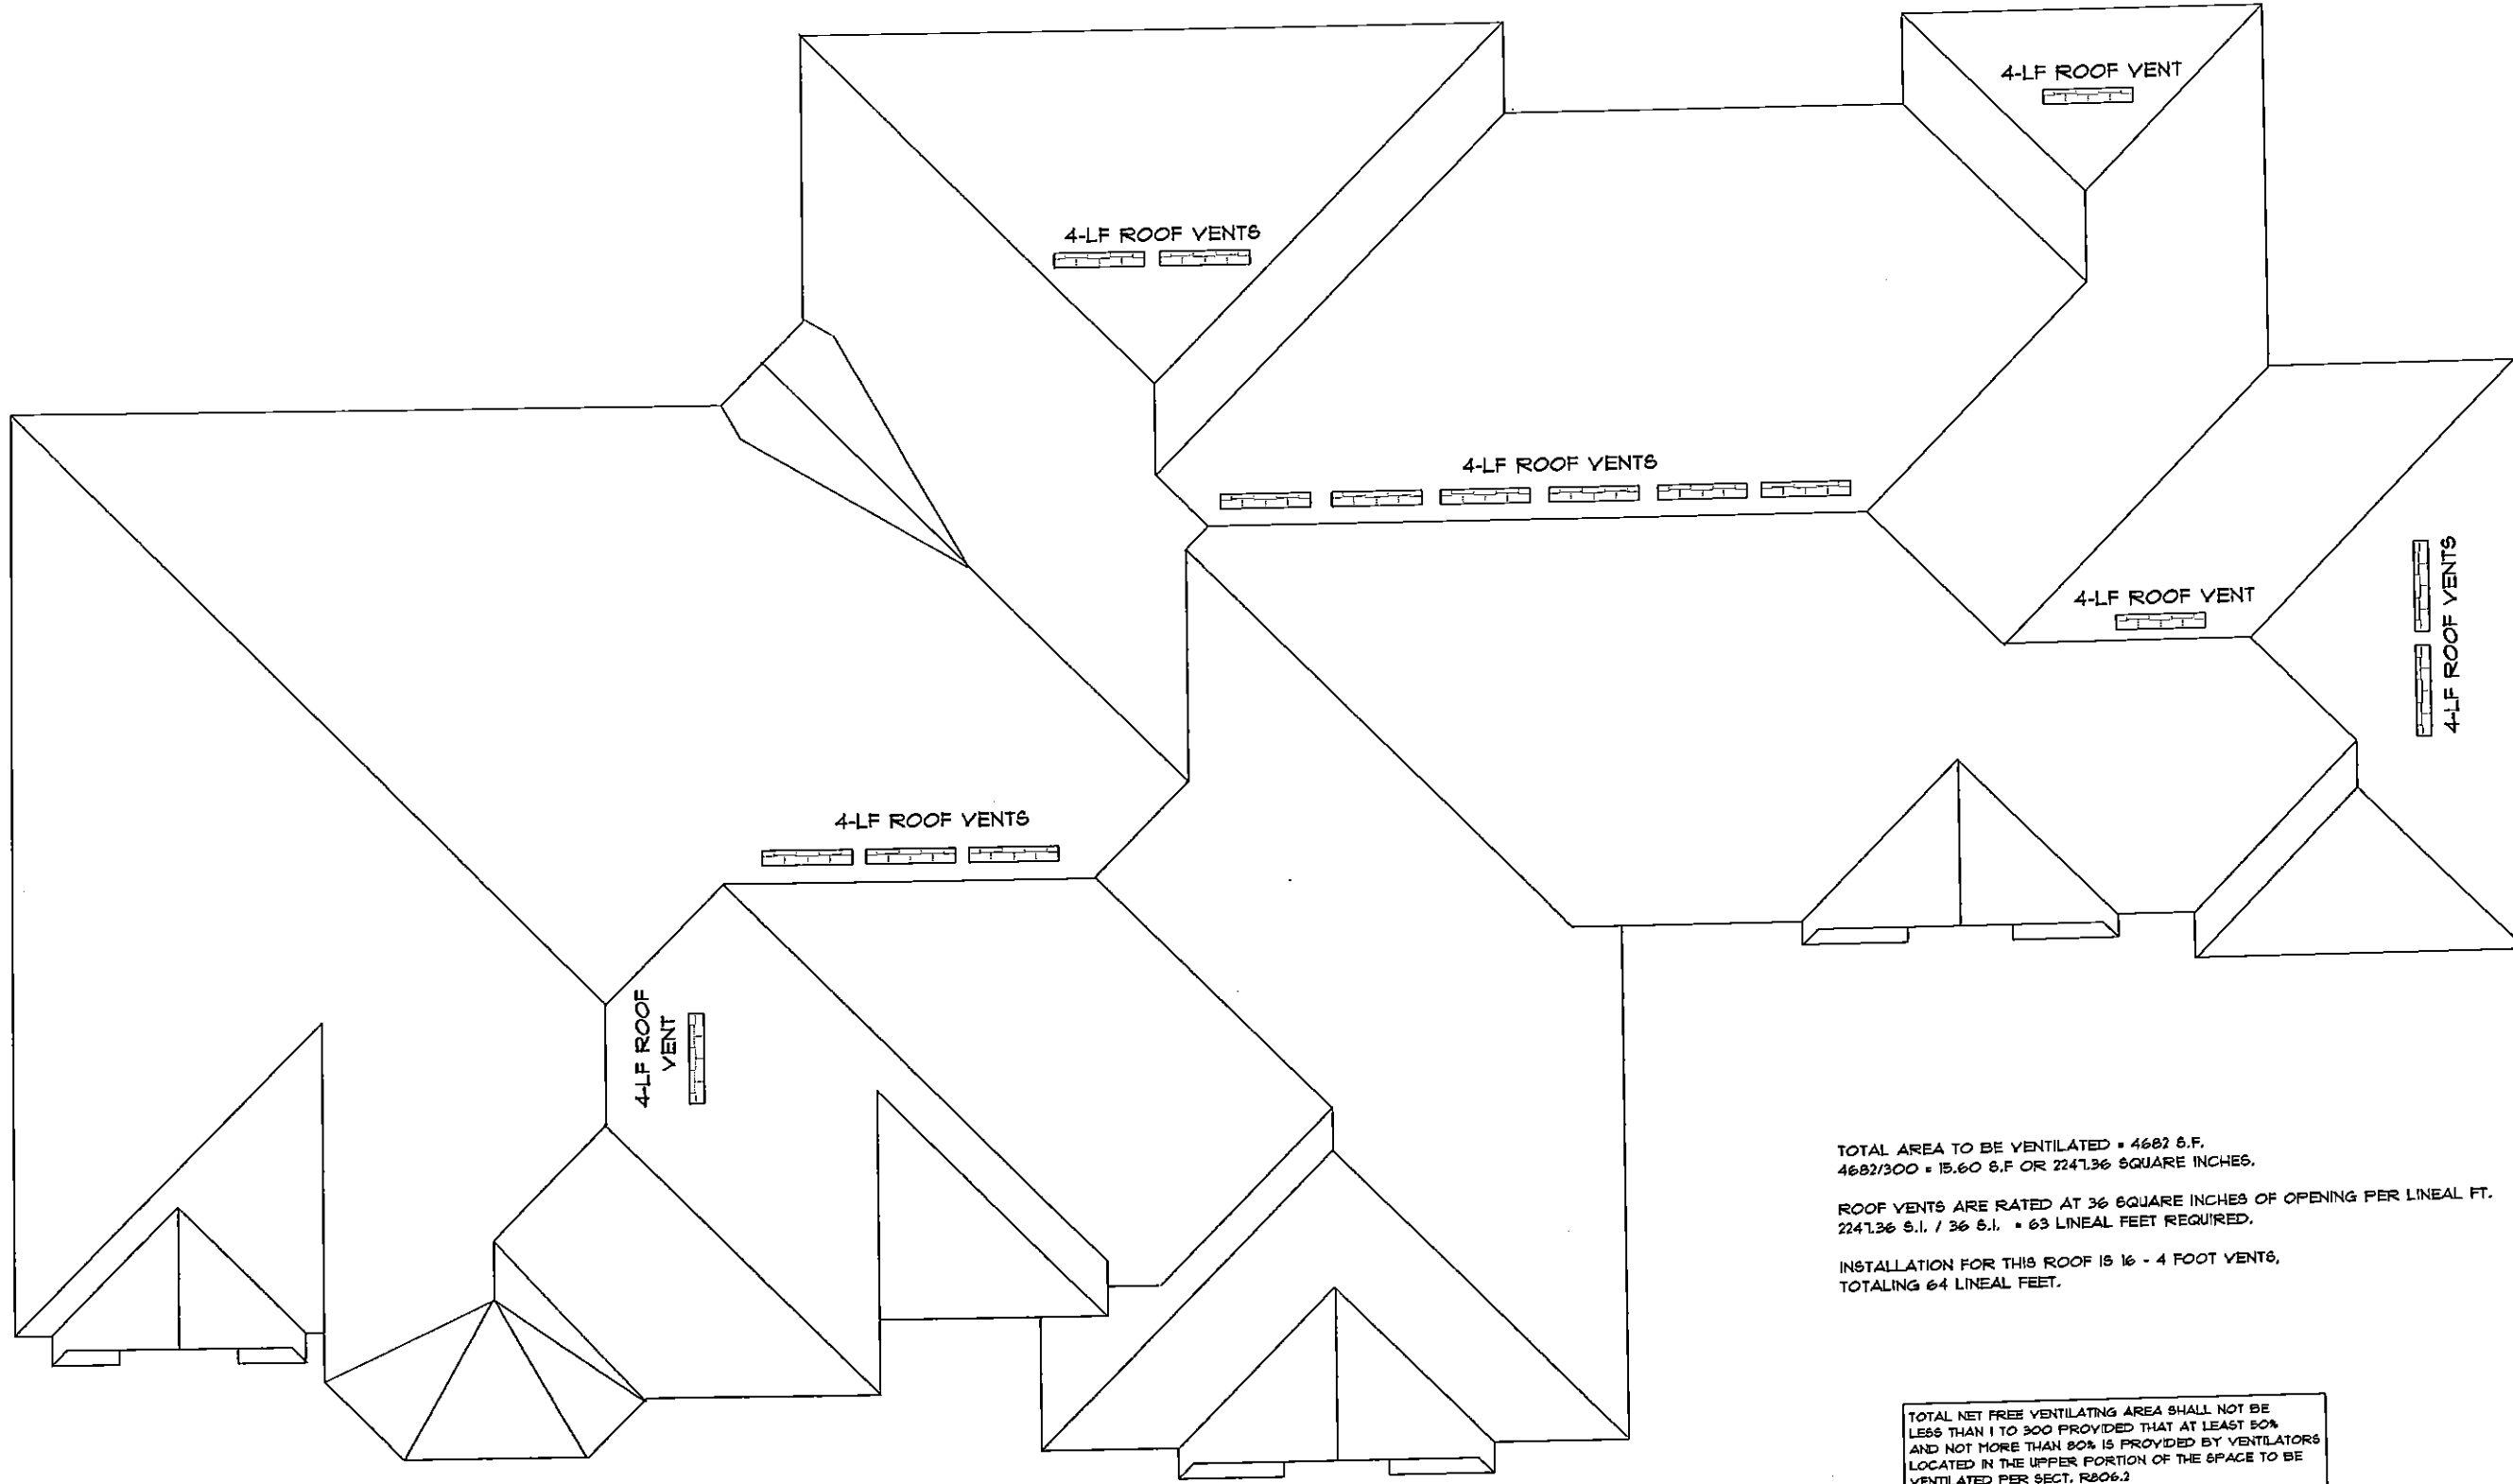 4-LF ROOF VENT
4-LF ROOF VENTS
4-LF ROOF VENTS
4-LF ROOF VENTS
4-LF ROOF VENT
4-LF ROOF VENTS
4-LF ROOF
VENT
TOTAL AREA TO BE VENTILATED = 4682 S.F.
4682/300 = 15.60 S.F OR 2247.36 SQUARE INCHES.
ROOF VENTS ARE RATED AT 36 SQUARE INCHES OF OPENING PER LINEAL FT.
2247.36 S.I. / 36 S.I. = 63 LINEAL FEET REQUIRED.
INSTALLATION FOR THIS ROOF IS 16 - 4 FOOT VENTS,
TOTALING 64 LINEAL FEET.
TOTAL NET FREE VENTILATING AREA SHALL NOT BE
LESS THAN 1 TO 300 PROVIDED THAT AT LEAST 50%
AND NOT MORE THAN 80% IS PROVIDED BY VENTILATORS
LOCATED IN THE UPPER PORTION OF THE SPACE TO BE
VENTILATED PER SECT. R806.2